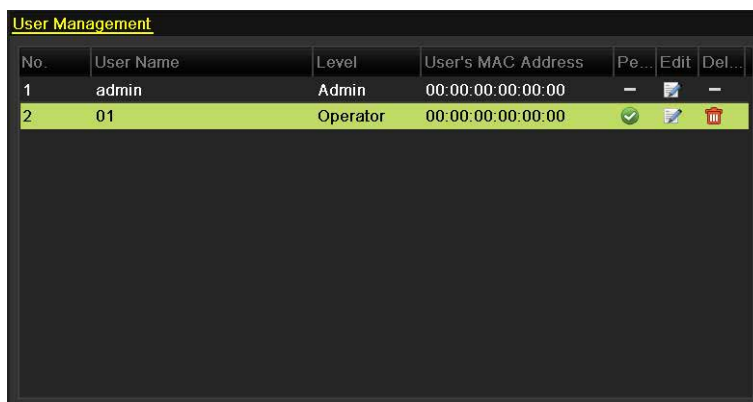 User Management
No. User Name Level User's MAC Address Pe... Edit Del...
1 admin Admin 00:00:00:00:00:00 – –
2 01 Operator 00:00:00:00:00:00